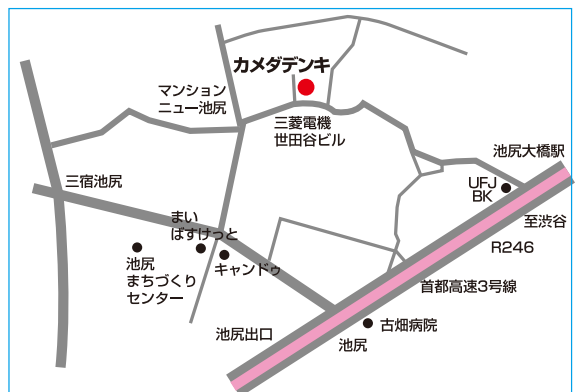 カメダデンキ
マンション
ニュー池尻
三菱電機
世田谷ビル
池尻大橋駅
三宿池尻
UFJ
BK
まい
ばすけっと
至渋谷
R246
池尻
まちづくり
センター
キャンドゥ
首都高速3号線
池尻出口
古畑病院
池尻